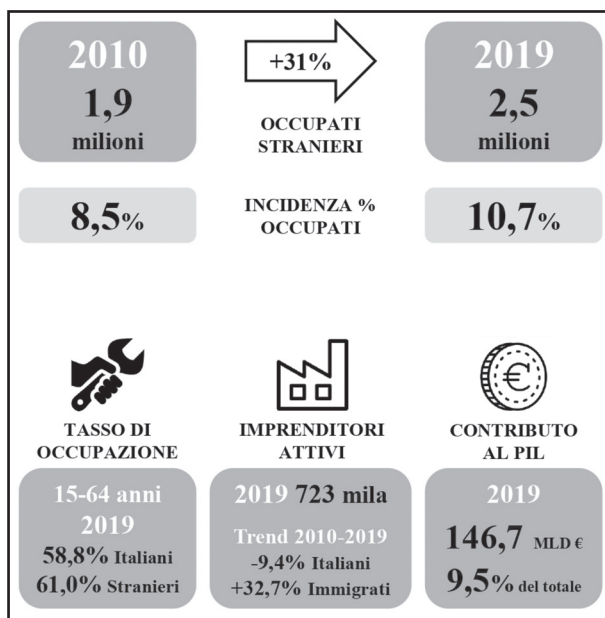 2010
1,9
milioni
+31%
OCCUPATI
STRANIERI
2019
2,5
milioni
8,5%
INCIDENZA %
OCCUPATI
10,7%
TASSO DI
OCCUPAZIONE
15-64 anni
2019
58,8% Italiani
61,0% Stranieri
IMPRENDITORI
ATTIVI
2019 723 mila
Trend 2010-2019
-9,4% Italiani
+32,7% Immigrati
€
CONTRIBUTO
AL PIL
2019
146,7 MLD €
9,5% del totale